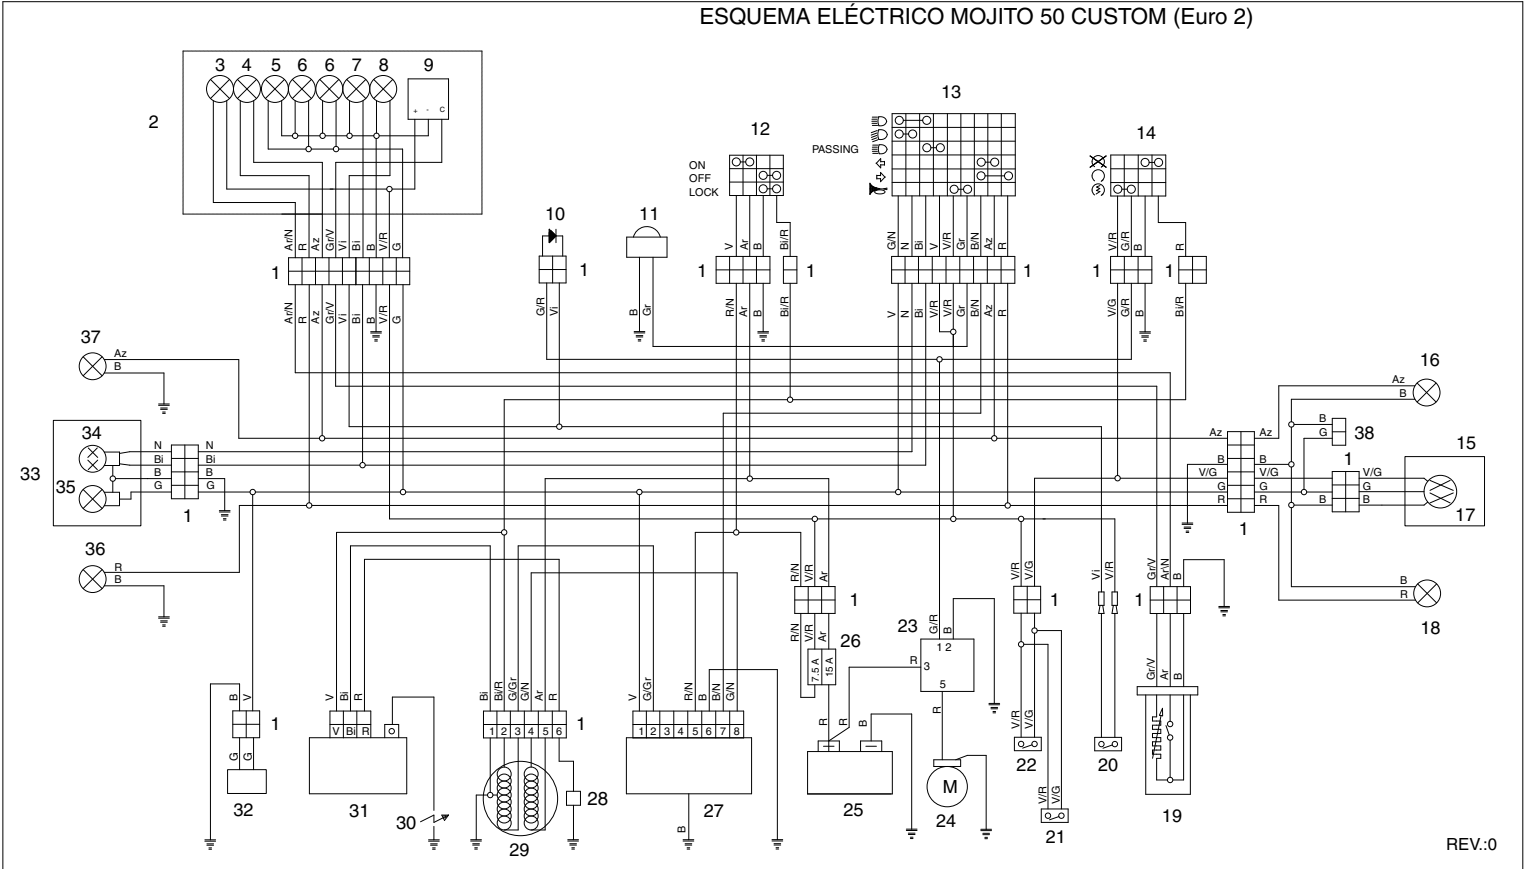 ESQUEMA ELÉCTRICO MOJITO 50 CUSTOM (Euro 2)
3 4 5 6 6 7 8 9
+ - C
2
12
13
14
ON
OFF
LOCK
PASSING
10
11
Ar/N R Az Gr/V Vi Bi B V/R G
V Ar B Bi/R
G/N N Bi V V/R Gr B/N Az R
V/R G/R B R
1 1 1 1 1 1 1
Ar/N R Az Gr/V Vi Bi B V/R G
G/R Vi
B Gr
R/N Ar B Bi/R
V N Bi V/R V/R Gr B/N Az R
V/G G/R B Bi/R
37
Az
B
16
Az
B
33
34
35
N N
Bi Bi
B B
G G
1
Az Az
B B
V/G V/G
G G
R R
1
B
G
38
1
V/G V/G
G G
B B
15
17
36
R
B
B
R
18
R/N V/R Ar
1
R/N V/R Ar
26
7.5 A 15 A
G/R B
23
1 2
3
5
R
R
V/R V/G
1
Vi V/R
Gr/V Ar/N B
1
Gr/V Ar B
B V
1
G G
32
V Bi R
V Bi R
31
30
Bi Bi/R G/Gr G/N Ar R
1 2 3 4 5 6
1
28
29
V G/Gr R/N B B/N G/N
1 2 3 4 5 6 7 8
27
B
R R B
25
M
24
V/R V/G
22
V/R V/G
21
20
19
REV.:0